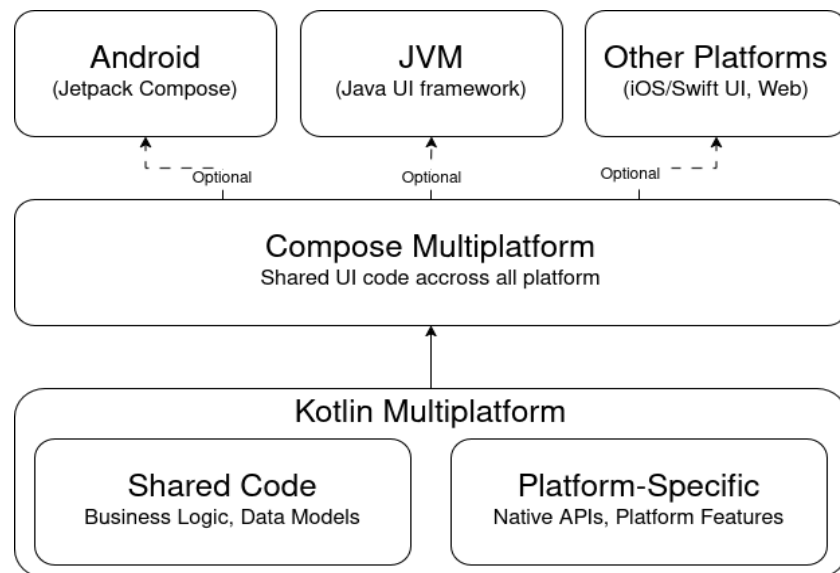 Android
(Jetpack Compose)
JVM
(Java UI framework)
Other Platforms
(iOS/Swift UI, Web)
Optional
Optional
Optional
Compose Multiplatform
Shared UI code accross all platform
Kotlin Multiplatform
Shared Code
Business Logic, Data Models
Platform-Specific
Native APIs, Platform Features